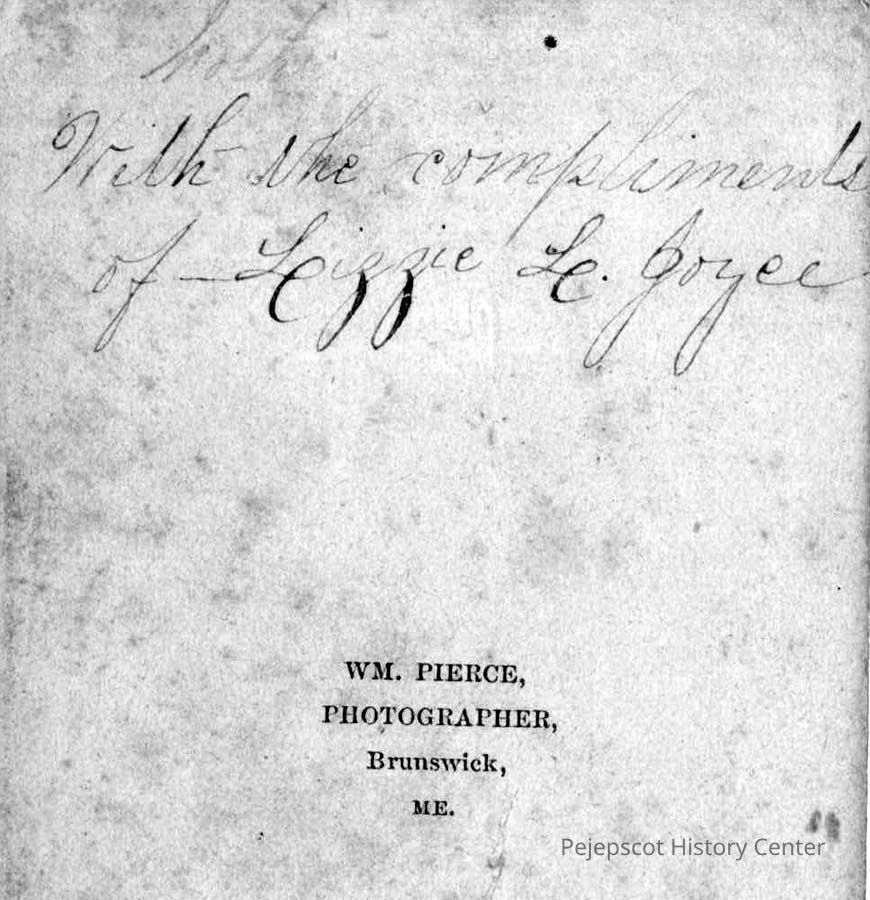 With the compliments
of - Lizzie L. Joyce
WM. PIERCE,
PHOTOGRAPHER,
Brunswick,
ME.
Pejepscot History Center